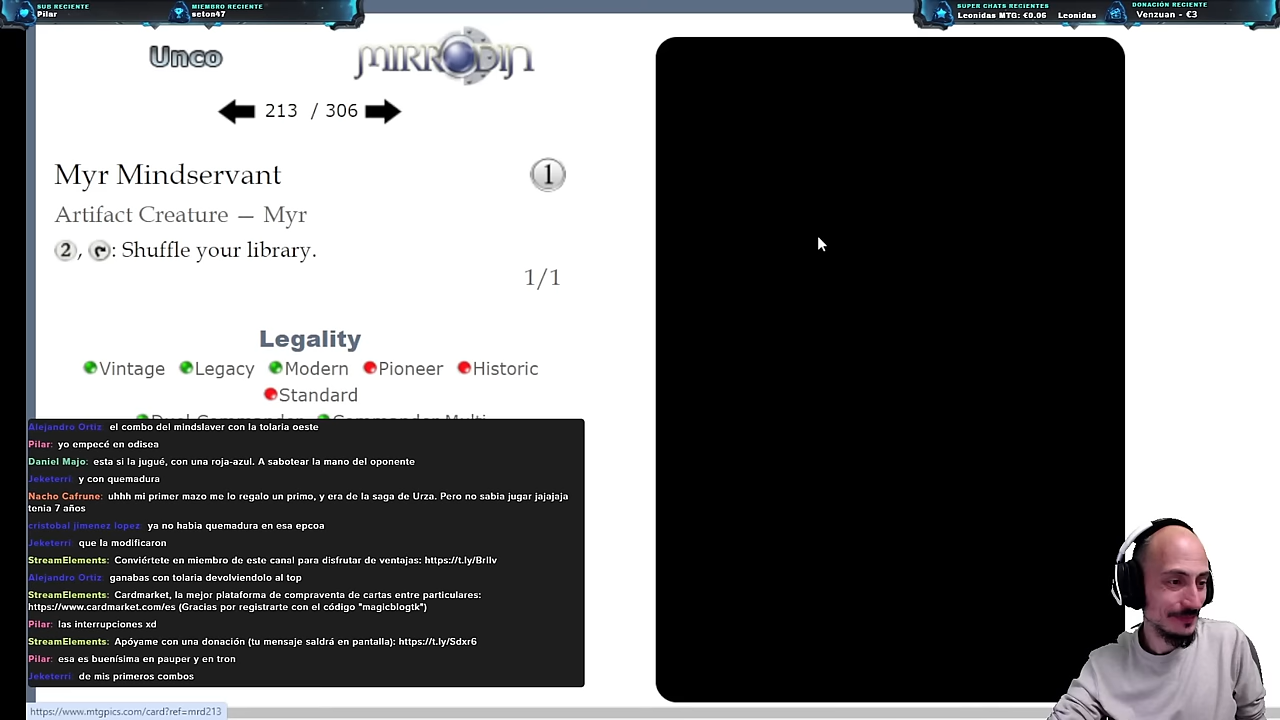 SUB RECIENTE
Pilar
MIEMBRO RECIENTE
seton47
SUPER CHATS RECIENTES
Leonidas MTG: €0.06 Leonidas
DONACIÓN RECIENTE
Venzuan - €3
Unco
MIRRODIN
213 / 306
Myr Mindservant
1
Artifact Creature — Myr
2, : Shuffle your library.
1/1
Legality
Vintage Legacy Modern Pioneer Historic
Standard
Duel Commander Commander Multi
Alejandro Ortiz: el combo del mindslaver con la tolaria oeste
Pilar: yo empecé en odisea
Daniel Majo: esta si la jugué, con una roja-azul. A sabotear la mano del oponente
Jeketerri: y con quemadura
Nacho Cafrune: uhhh mi primer mazo me lo regalo un primo, y era de la saga de Urza. Pero no sabia jugar jajajaja
tenia 7 años
cristobal jimenez lopez: ya no habia quemadura en esa epcoa
Jeketerri: que la modificaron
StreamElements: Conviértete en miembro de este canal para disfrutar de ventajas: https://t.ly/Brllv
Alejandro Ortiz: ganabas con tolaria devolviendolo al top
StreamElements: Cardmarket, la mejor plataforma de compraventa de cartas entre particulares:
https://www.cardmarket.com/es (Gracias por registrarte con el código "magicblogtk")
Pilar: las interrupciones xd
StreamElements: Apóyame con una donación (tu mensaje saldrá en pantalla): https://t.ly/Sdxr6
Pilar: esa es buenísima en pauper y en tron
Jeketerri: de mis primeros combos
https://www.mtgpics.com/card?ref=mrd213